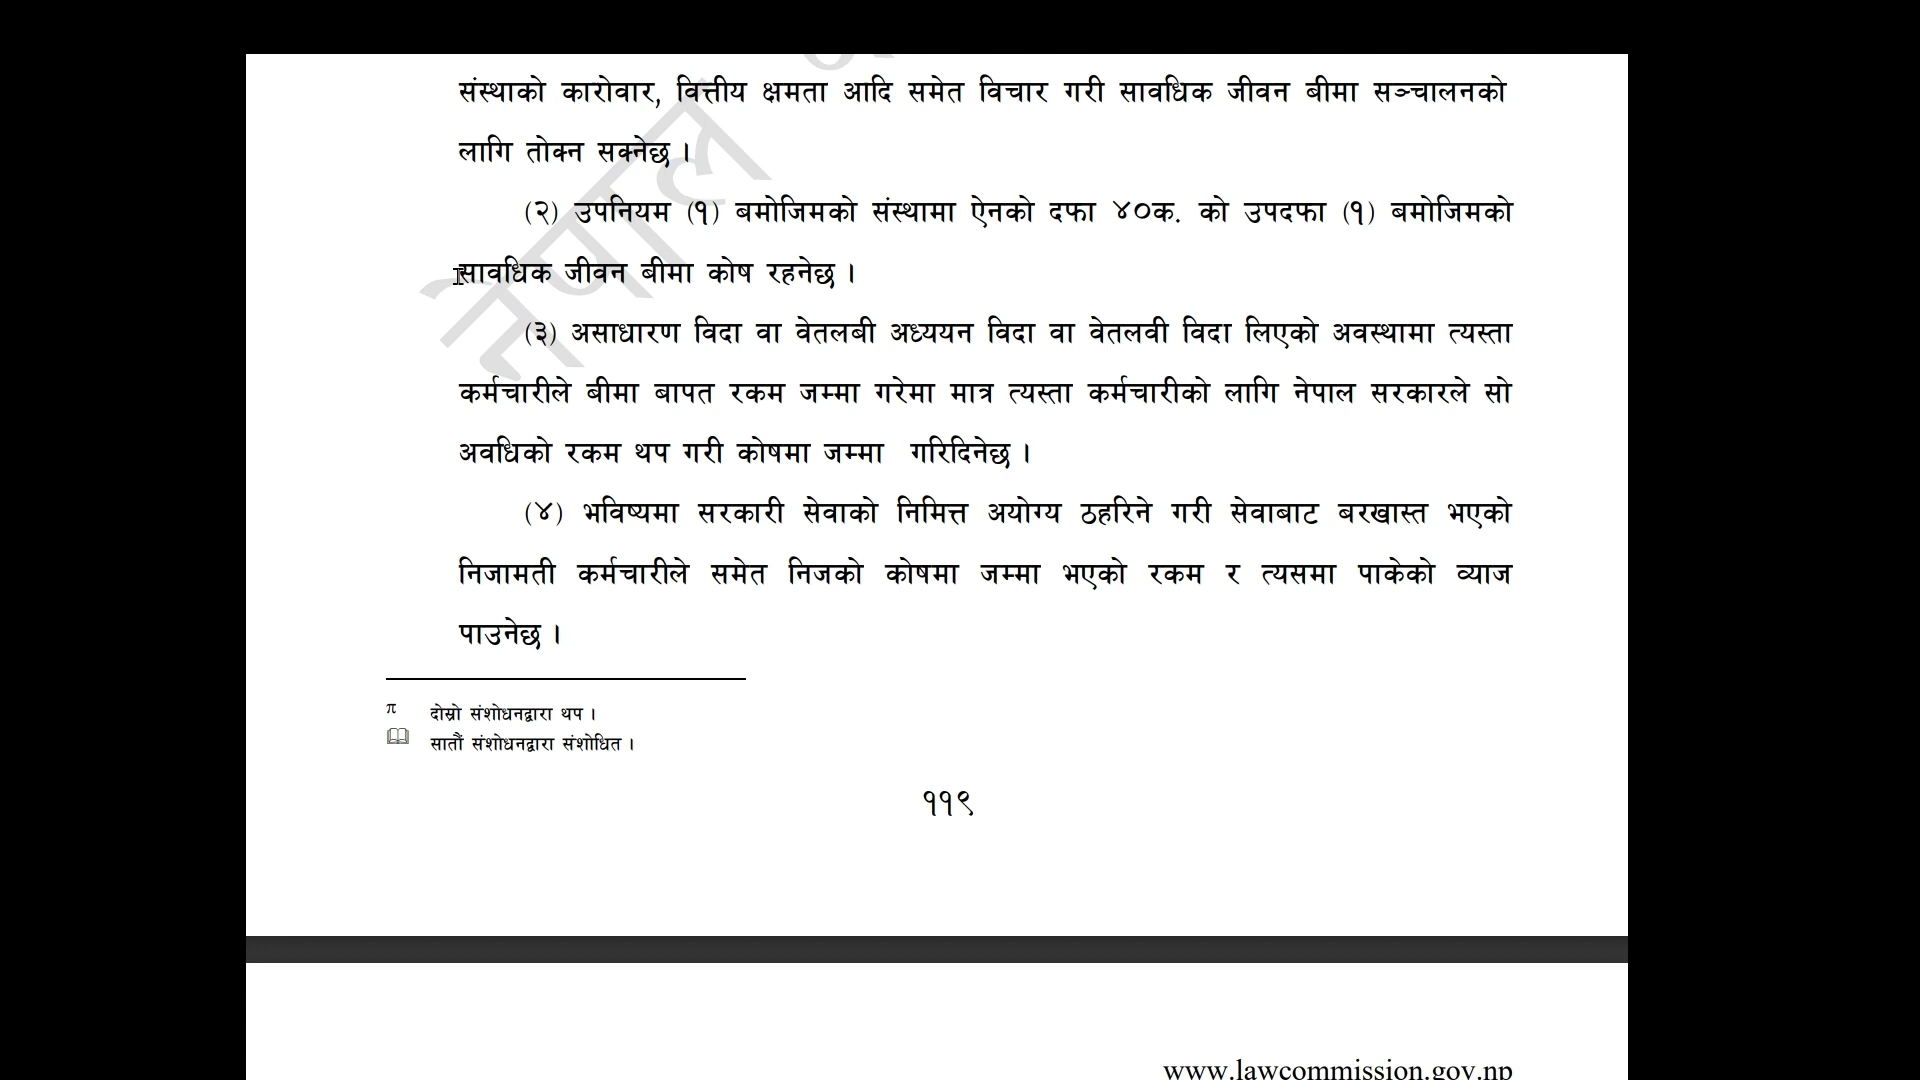 संस्थाको कारोवार, वित्तीय क्षमता आदि समेत विचार गरी सावधिक जीवन बीमा सञ्चालनको
लागि तोक्न सक्नेछ ।
(२) उपनियम (१) बमोजिमको संस्थामा ऐनको दफा ४०क. को उपदफा (१) बमोजिमको
सावधिक जीवन बीमा कोष रहनेछ ।
(३) असाधारण विदा वा वेतलबी अध्ययन विदा वा वेतलवी विदा लिएको अवस्थामा त्यस्ता
कर्मचारीले बीमा बापत रकम जम्मा गरेमा मात्र त्यस्ता कर्मचारीको लागि नेपाल सरकारले सो
अवधिको रकम थप गरी कोषमा जम्मा गरिदिनेछ ।
(४) भविष्यमा सरकारी सेवाको निमित्त अयोग्य ठहरिने गरी सेवाबाट बरखास्त भएको
निजामती कर्मचारीले समेत निजको कोषमा जम्मा भएको रकम र त्यसमा पाकेको व्याज
पाउनेछ ।
π दोस्रो संशोधनद्वारा थप ।
सातौं संशोधनद्वारा संशोधित ।
११९
www.lawcommission.gov.np
नेपाल